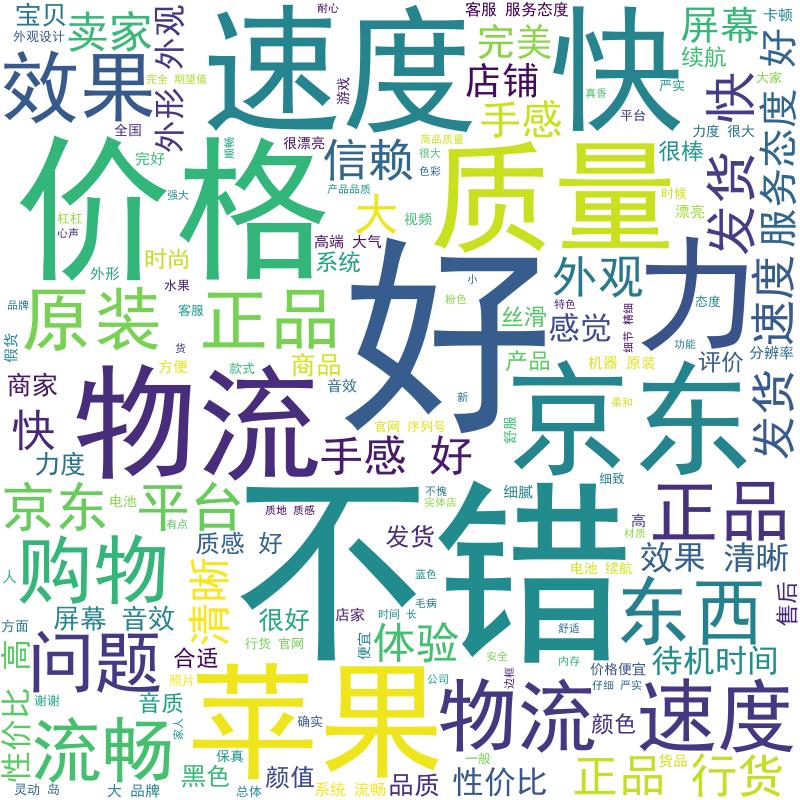 宝贝
卖家
外观
速度
快
耐心
客服 服务态度
屏幕
卡顿
外观设计
完美
续航
好
效果
完全 期望值
外形
游戏
店铺
真香
严实
大家
快
全国
手感
平台
力度 很大
服务态度
价格
顺畅
很漂亮
信赖
商品质量
质量
很棒
发货
完好
很大
色彩
强大
产品品质
时候
杠杠
心声
大
视频
漂亮
高端 大气
时尚
系统
外形
好
外观
力
速度
水果
小
品牌
原装
客服
正品
粉色
特色
态度
丝滑
感觉
细节 精细
功能
假货
货
方便
款式
商品
产品
机器 原装
评价
分辨率
商家
物流
音效
新
京东
发货
快
官网 序列号
舒服
柔和
力度
手感 好
细致
京东
电池
平台
质地 质感
不愧
实体店
细腻
正品
有点
不错
高
材质
购物
质感 好
发货
效果 清晰
人
清晰
蓝色
电池 续航
方面
屏幕 音效
很好
店家
时间 长
毛病
东西
售后
高
问题
行货 官网
便宜
体验
舒适
合适
安全
待机时间
照片
苹果
公司
边框
内存
价格便宜
仔细 严实
性价比
谢谢
音质
物流
速度
流畅
家人
确实
颜色
保真
一般
货品
黑色
颜值
灵动 岛
大 品牌
总体
系统 流畅
品质
性价比
正品 行货